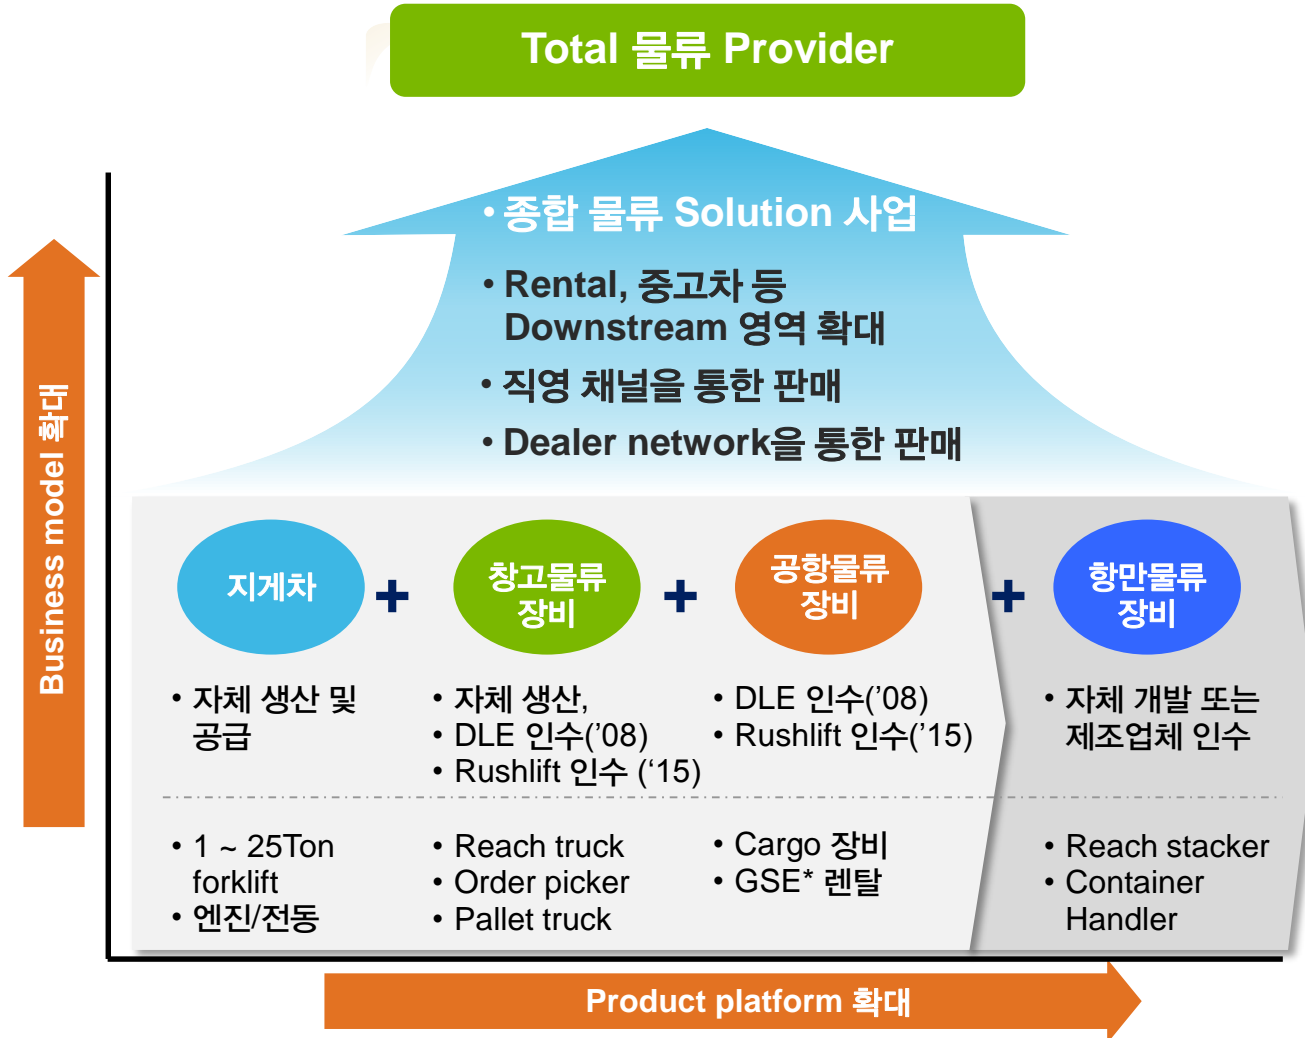 Total 물류 Provider
• 종합 물류 Solution 사업
• Rental, 중고차 등
Downstream 영역 확대
• 직영 채널을 통한 판매
• Dealer network을 통한 판매
Business model 확대
지게차
+
창고물류
장비
+
공항물류
장비
+
항만물류
장비
• 자체 생산 및
공급
• 자체 생산,
• DLE 인수('08)
• Rushlift 인수 ('15)
• DLE 인수('08)
• Rushlift 인수('15)
• 자체 개발 또는
제조업체 인수
• 1 ~ 25Ton
forklift
• 엔진/전동
• Reach truck
• Order picker
• Pallet truck
• Cargo 장비
• GSE* 렌탈
• Reach stacker
• Container
Handler
Product platform 확대